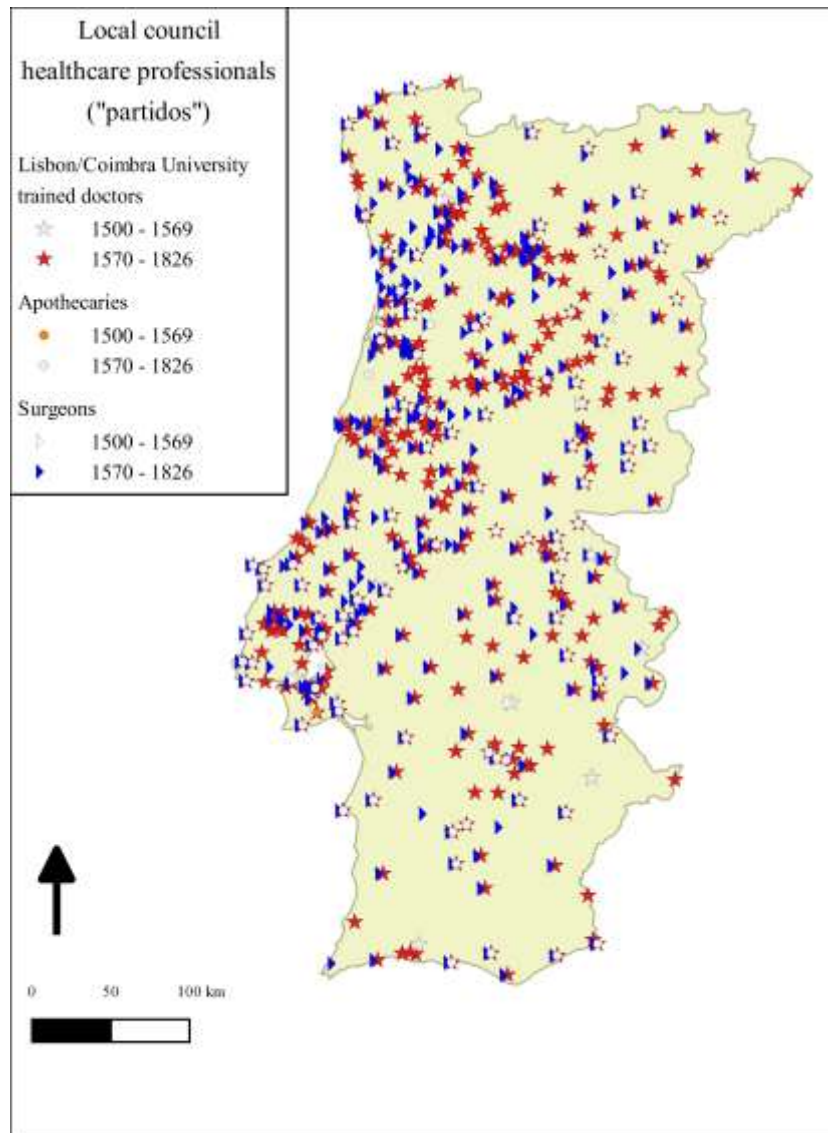 Local council
healthcare professionals
("partidos")
Lisbon/Coimbra University
trained doctors
1500 - 1569
1570 - 1826
Apothecaries
1500 - 1569
1570 - 1826
Surgeons
1500 - 1569
1570 - 1826
0 50 100 km